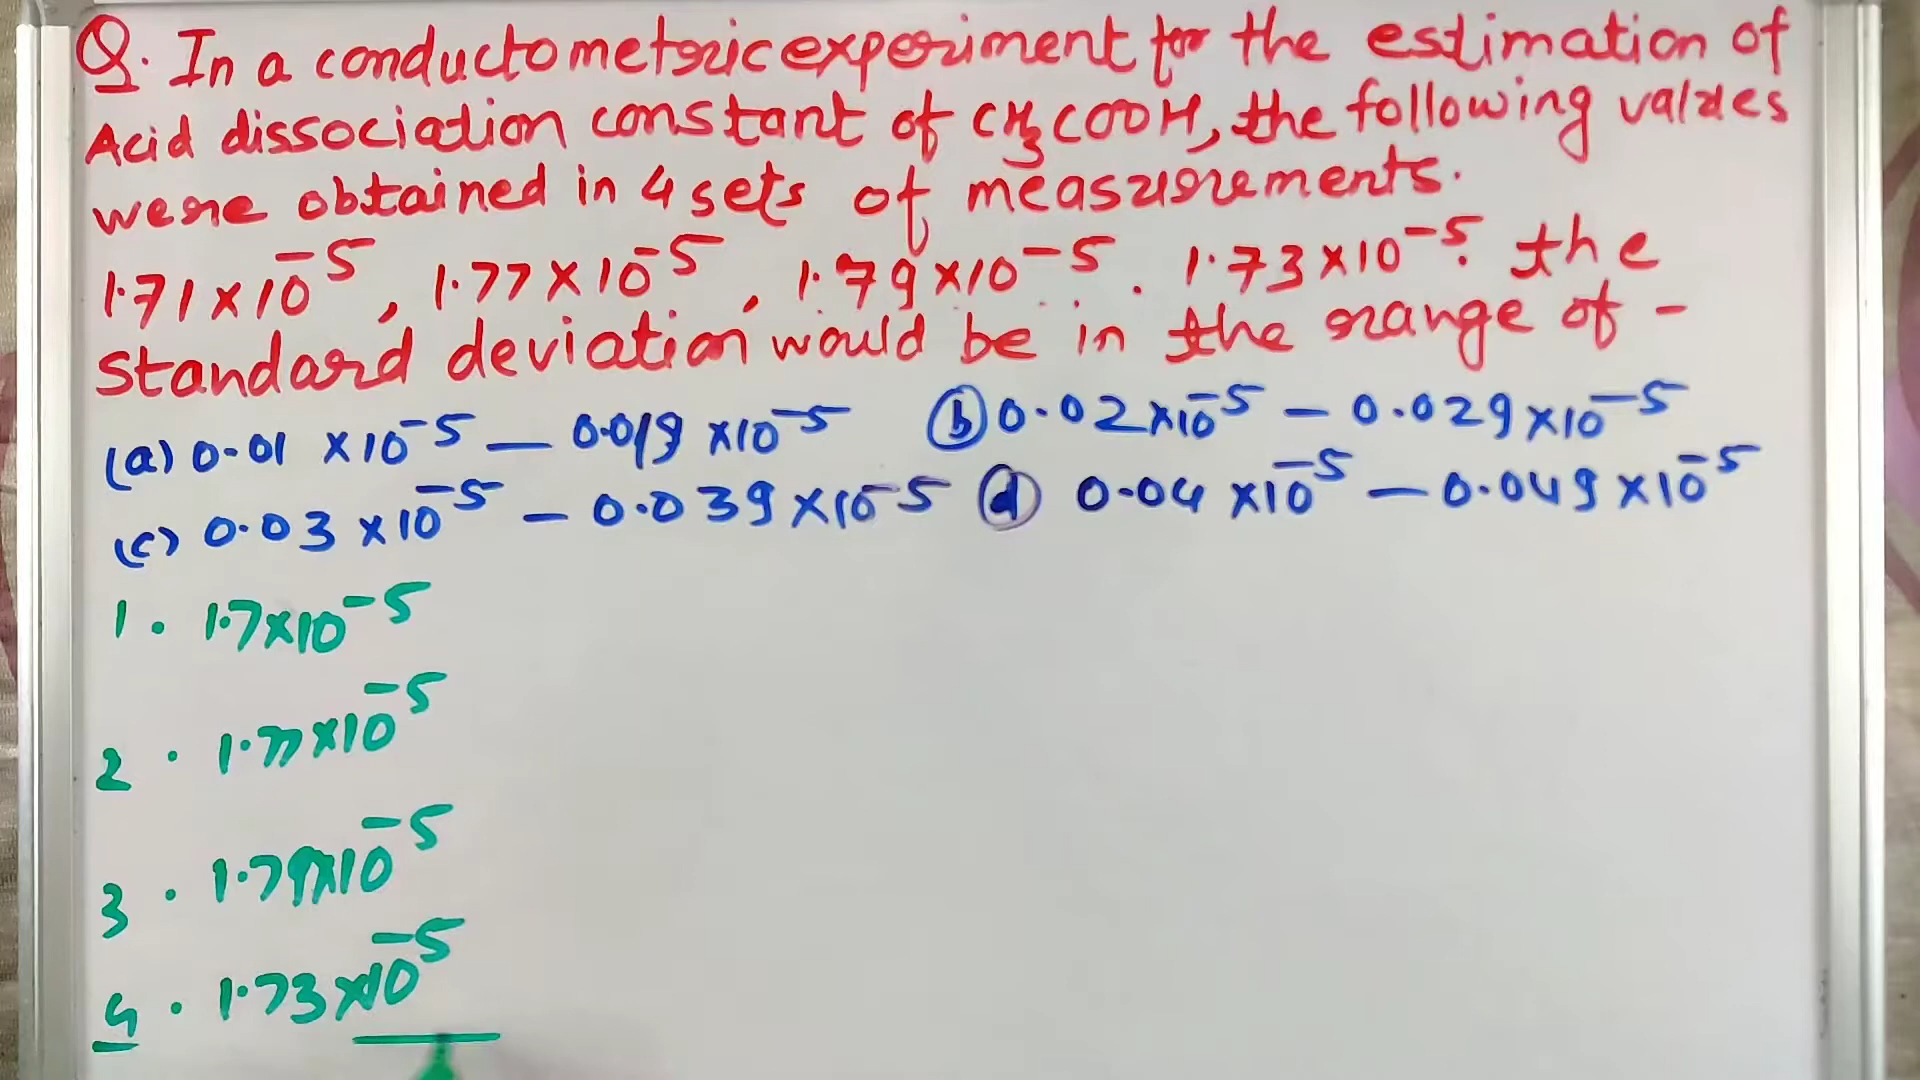 Q. In a conductometric experiment for the estimation of
Acid dissociation constant of CH3COOH, the following values
were obtained in 4 sets of measurements.
1.71×10^-5, 1.77×10^-5, 1.79×10^-5. 1.73×10^-5. the
standard deviation would be in the range of -
(a) 0.01 ×10^-5 — 0.019 ×10^-5 (b) 0.02×10^-5 — 0.029×10^-5
(c) 0.03 ×10^-5 — 0.039×10^-5 (d) 0.04 ×10^-5 — 0.049×10^-5
1. 1.7×10^-5
2. 1.77×10^-5
3. 1.79×10^-5
4. 1.73×10^-5